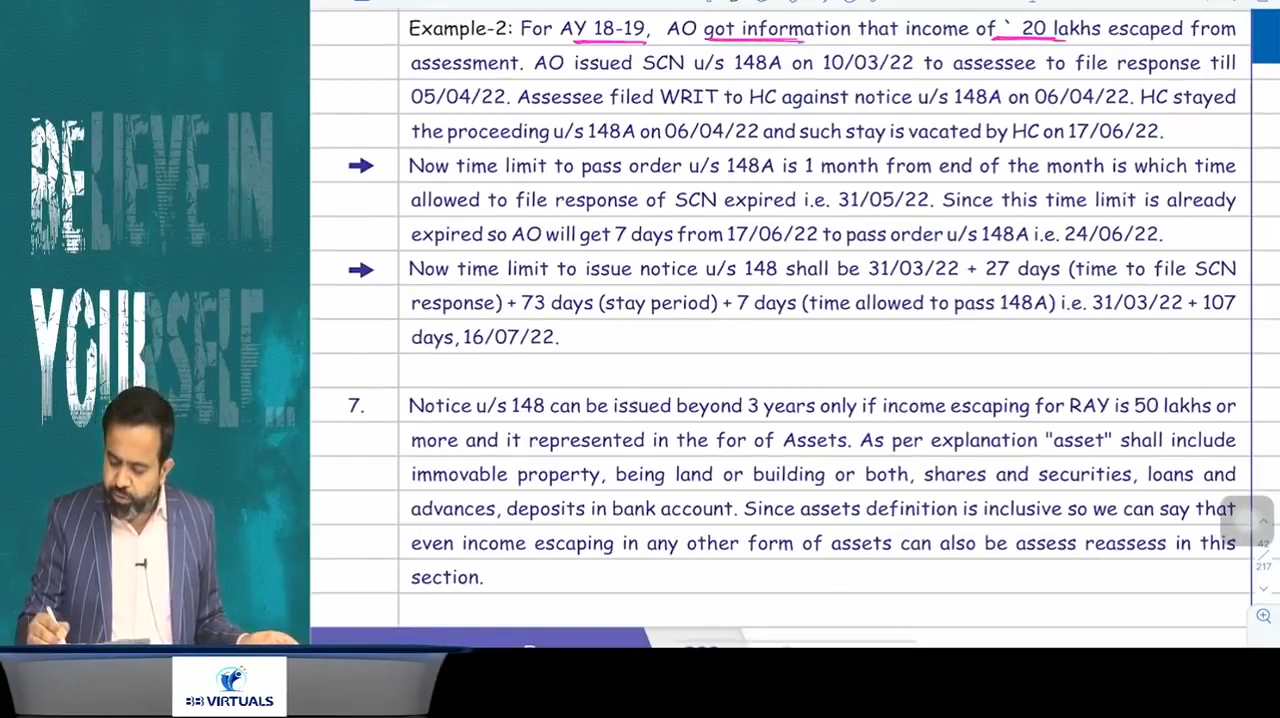 Example-2: For AY 18-19, AO got information that income of ` 20 lakhs escaped from
assessment. AO issued SCN u/s 148A on 10/03/22 to assessee to file response till
05/04/22. Assessee filed WRIT to HC against notice u/s 148A on 06/04/22. HC stayed
the proceeding u/s 148A on 06/04/22 and such stay is vacated by HC on 17/06/22.
Now time limit to pass order u/s 148A is 1 month from end of the month is which time
allowed to file response of SCN expired i.e. 31/05/22. Since this time limit is already
expired so AO will get 7 days from 17/06/22 to pass order u/s 148A i.e. 24/06/22.
Now time limit to issue notice u/s 148 shall be 31/03/22 + 27 days (time to file SCN
response) + 73 days (stay period) + 7 days (time allowed to pass 148A) i.e. 31/03/22 + 107
days, 16/07/22.
7. Notice u/s 148 can be issued beyond 3 years only if income escaping for RAY is 50 lakhs or
more and it represented in the for of Assets. As per explanation "asset" shall include
immovable property, being land or building or both, shares and securities, loans and
advances, deposits in bank account. Since assets definition is inclusive so we can say that
even income escaping in any other form of assets can also be assess reassess in this
section.
BELIEVE IN
YOURSELF...
42
217
BB VIRTUALS